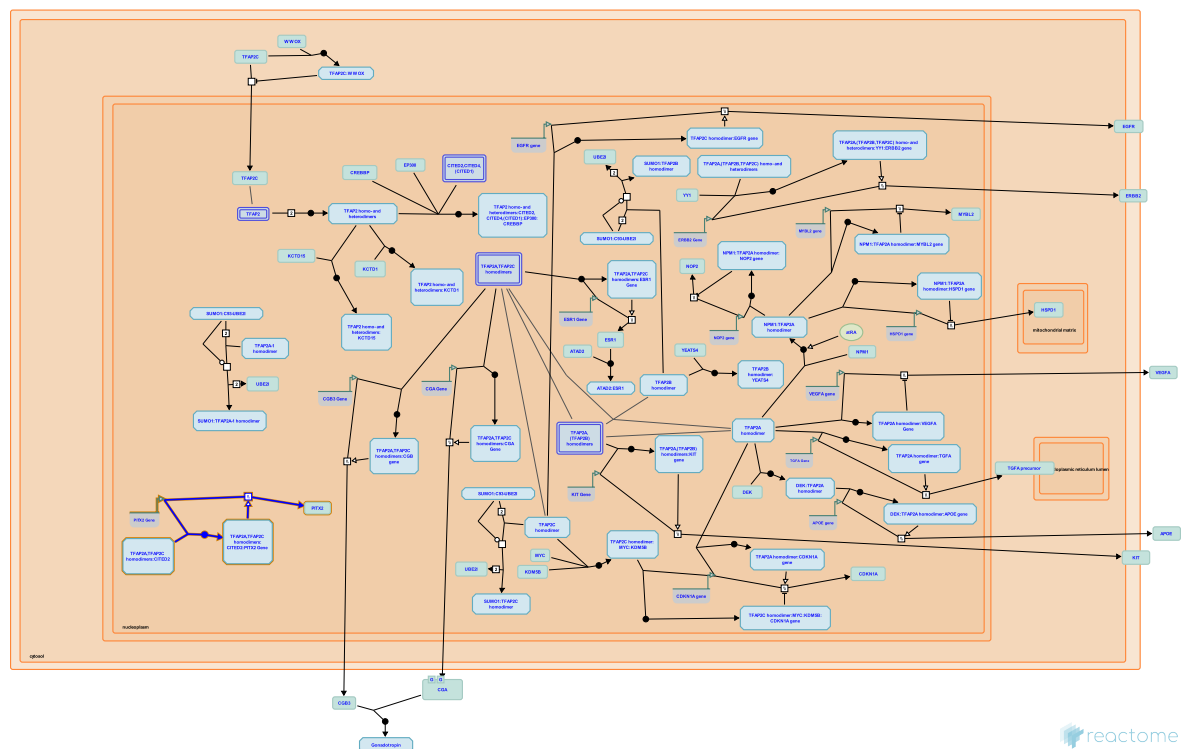 WWOX
TFAP2C
TFAP2C:WWOX
EGFR gene
TFAP2C homodimer:EGFR gene
EGFR
UBE2I
SUMO1:TFAP2B
homodimer
TFAP2A,(TFAP2B,TFAP2C) homo- and
heterodimers
TFAP2A,(TFAP2B,TFAP2C) homo- and
heterodimers:YY1:ERBB2 gene
CREBBP
EP300
CITED2,CITED4,
(CITED1)
TFAP2C
YY1
ERBB2
TFAP2
2
TFAP2 homo- and
heterodimers
TFAP2 homo- and
heterodimers:CITED2,
CITED4,(CITED1):EP300
CREBBP
SUMO1:C93-UBE2I
ERBB2 Gene
MYBL2 gene
MYBL2
NPM1:TFAP2A homodimer:MYBL2 gene
KCTD15
KCTD1
TFAP2 homo- and
heterodimers:KCTD1
TFAP2A,TFAP2C
homodimers
TFAP2A,TFAP2C
homodimers:ESR1
Gene
NOP2
NPM1:TFAP2A homodimer:
NOP2 gene
NPM1:TFAP2A
homodimer:HSPD1 gene
SUMO1:C93-UBE2I
TFAP2 homo- and
heterodimers:
KCTD15
ESR1 Gene
NOP2 gene
NPM1:TFAP2A
homodimer
HSPD1 gene
HSPD1
mitochondrial matrix
TFAP2A-1
homodimer
ESR1
ATAD2
YEATS4
atRA
NPM1
UBE2I
CGB3 Gene
CGA Gene
ATAD2:ESR1
TFAP2B
homodimer
TFAP2B
homodimer:
YEATS4
VEGFA gene
VEGFA
SUMO1:TFAP2A-1 homodimer
TFAP2A,TFAP2C
homodimers:CGB
gene
TFAP2A,TFAP2C
homodimers:CGA
Gene
TFAP2A,
(TFAP2B)
homodimers
TFAP2A,(TFAP2B)
homodimers:KIT
gene
TFAP2A
homodimer
TFAP2A homodimer:VEGFA
Gene
TGFA Gene
TFAP2A homodimer:TGFA
gene
TGFA precursor
oplasmic reticulum lumen
KIT Gene
DEK
DEK:TFAP2A
homodimer
APOE gene
DEK:TFAP2A homodimer:APOE gene
PITX2 Gene
PITX2
SUMO1:C93-UBE2I
TFAP2C
homodimer
TFAP2A,TFAP2C
homodimers:CITED2
TFAP2A,TFAP2C
homodimers:
CITED2:PITX2 Gene
APOE
MYC
TFAP2C homodimer:
MYC:KDM5B
TFAP2A homodimer:CDKN1A
gene
KIT
UBE2I
KDM5B
CDKN1A
SUMO1:TFAP2C
homodimer
CDKN1A gene
TFAP2C homodimer:MYC:KDM5B:
CDKN1A gene
nucleoplasm
cytosol
G
G
CGA
CGB3
Gonadotropin
reactome